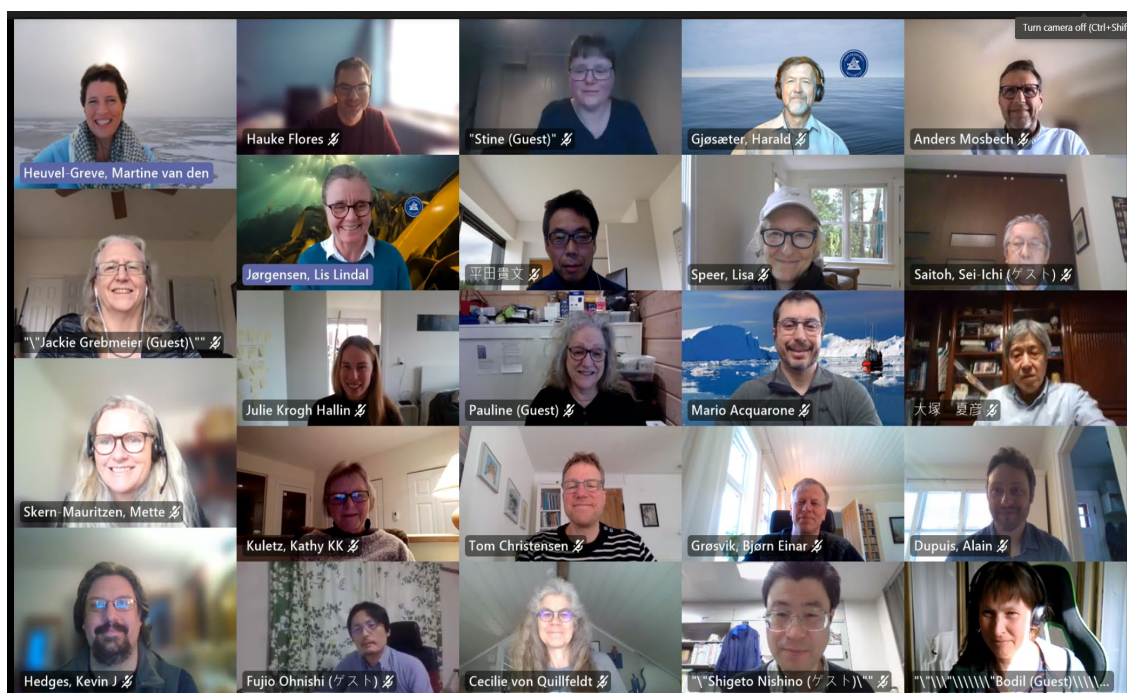 Turn camera off (Ctrl+Shif
Heuvel-Greve, Martine van den
Hauke Flores
"Stine (Guest)"
Gjøsæter, Harald
Anders Mosbech
"\"Jackie Grebmeier (Guest)\""
Jørgensen, Lis Lindal
平田貴文
Speer, Lisa
Saitoh, Sei-Ichi (ゲスト)
Julie Krogh Hallin
Pauline (Guest)
Mario Acquarone
大塚 夏彦
Skern-Mauritzen, Mette
Kuletz, Kathy KK
Tom Christensen
Grøsvik, Bjørn Einar
Dupuis, Alain
Hedges, Kevin J
Fujio Ohnishi (ゲスト)
Cecilie von Quillfeldt
"\"Shigeto Nishino (ゲスト)\""
"\"\\\"\\\\\\\"Bodil (Guest)\\\\\...